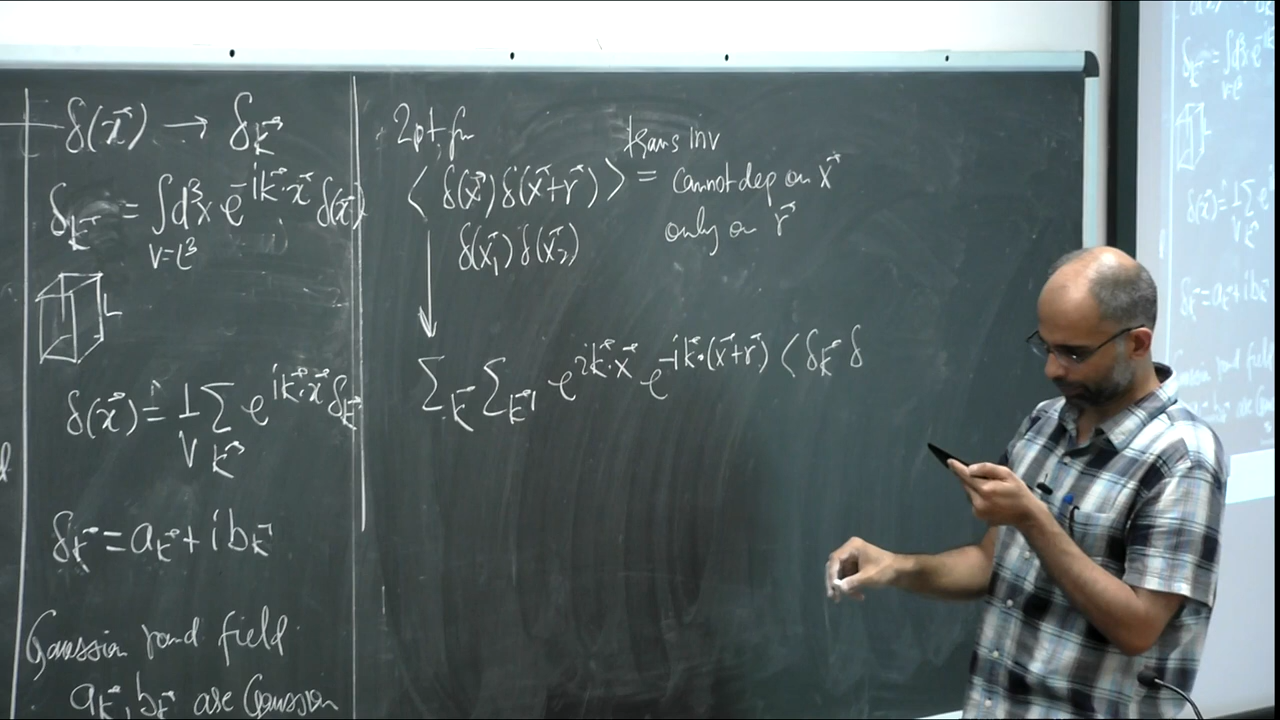 δ(x⃗) → δ_k⃗
δ_k⃗ = ∫d³x e^{-ik⃗·x⃗} δ(x⃗)
V=L³
L
δ(x⃗) = 1/V Σ_k⃗ e^{ik⃗·x⃗} δ_k⃗
δ_k⃗ = a_k⃗ + i b_k⃗
Gaussian rand field
a_k⃗, b_k⃗ are Gaussian
2pt. fn
trans inv
⟨ δ(x⃗) δ(x⃗+r⃗) ⟩ = cannot dep on x⃗
only on r⃗
δ(x⃗₁) δ(x⃗₂)
Σ_k⃗ Σ_k⃗' e^{ik⃗·x⃗} e^{-ik⃗·(x⃗+r⃗)} ⟨ δ_k⃗ δ